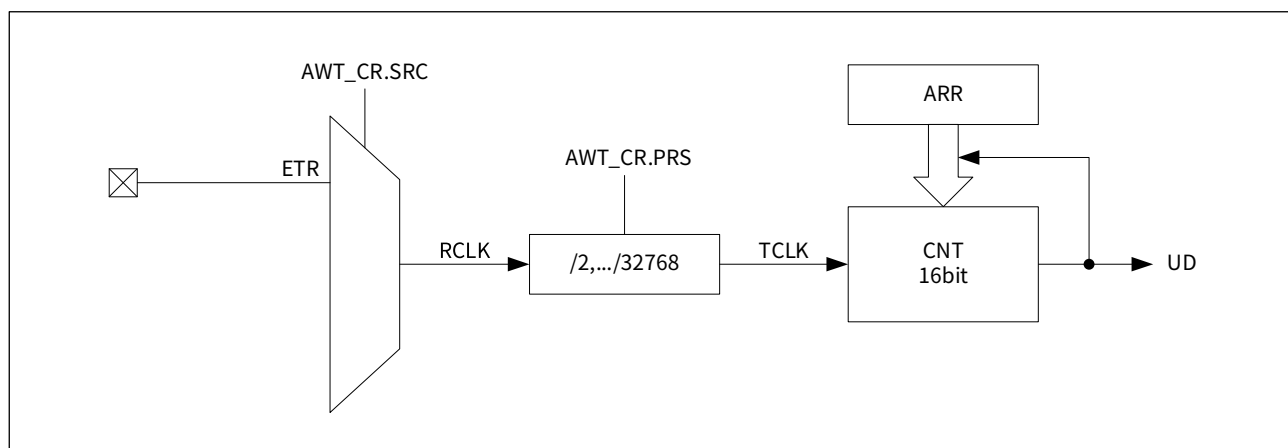 AWT_CR.SRC
ARR
ETR
AWT_CR.PRS
RCLK
/2,.../32768
TCLK
CNT
16bit
UD